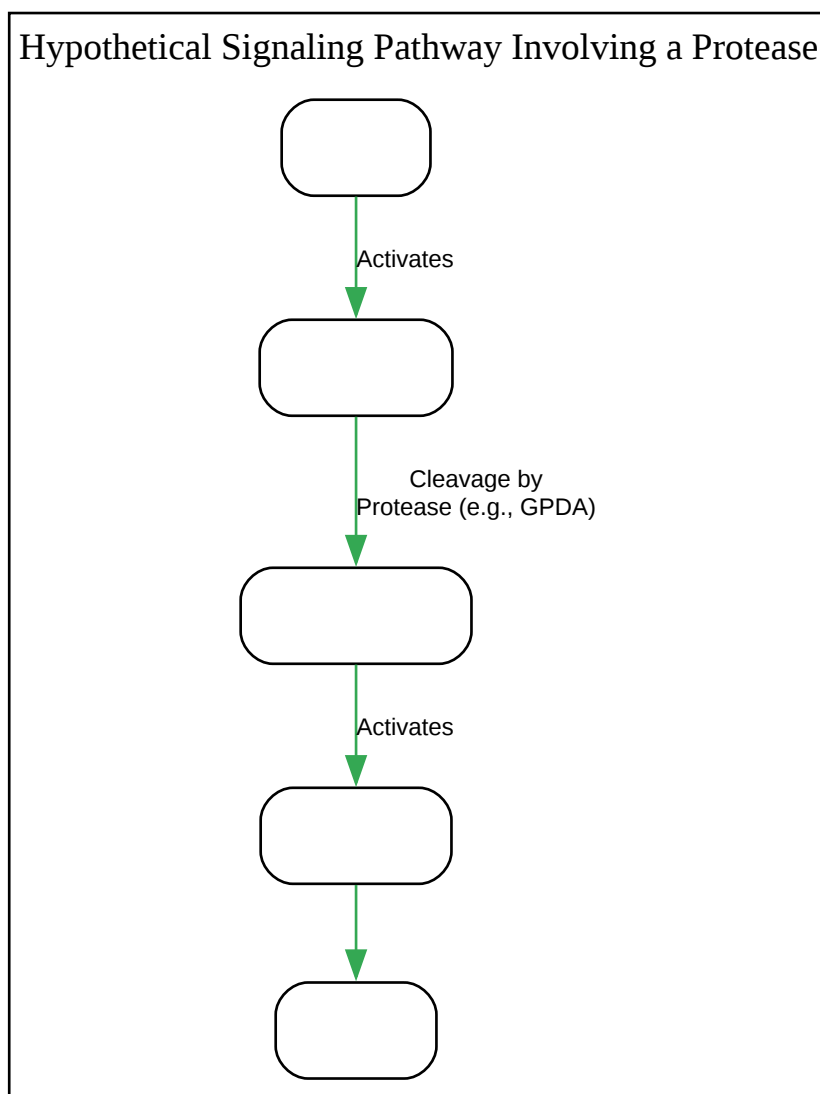 Hypothetical Signaling Pathway Involving a Protease
Activates
Cleavage by
Protease (e.g., GPDA)
Activates